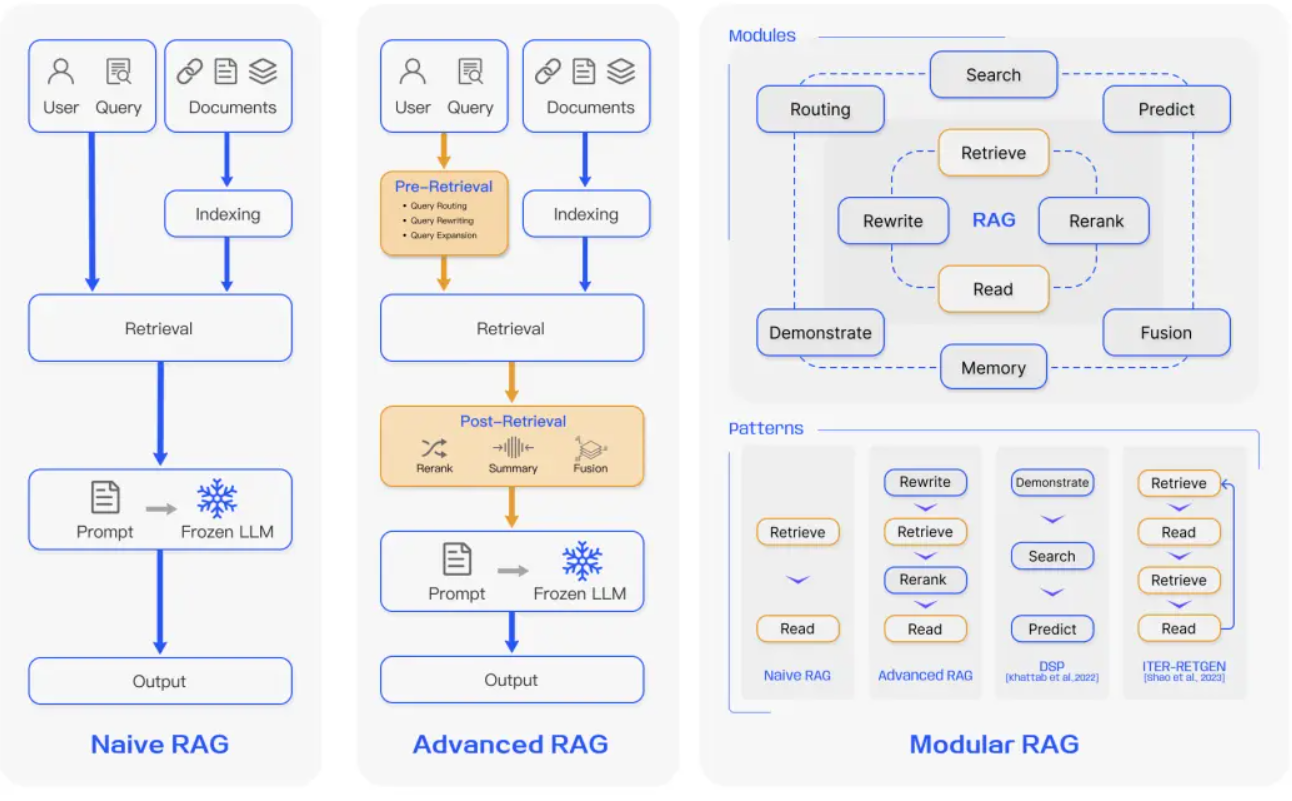 User Query
Documents
Indexing
Retrieval
Prompt
Frozen LLM
Output
Naive RAG
User Query
Documents
Pre-Retrieval
• Query Routing
• Query Rewriting
• Query Expansion
Indexing
Retrieval
Post-Retrieval
Rerank
Summary
Fusion
Prompt
Frozen LLM
Output
Advanced RAG
Modules
Search
Routing
Predict
Retrieve
Rewrite
RAG
Rerank
Read
Demonstrate
Fusion
Memory
Patterns
Retrieve
Read
Naive RAG
Rewrite
Retrieve
Rerank
Read
Advanced RAG
Demonstrate
Search
Predict
DSP
[Khattab et al.,2022]
Retrieve
Read
Retrieve
Read
ITER-RETGEN
[Shao et al., 2023]
Modular RAG